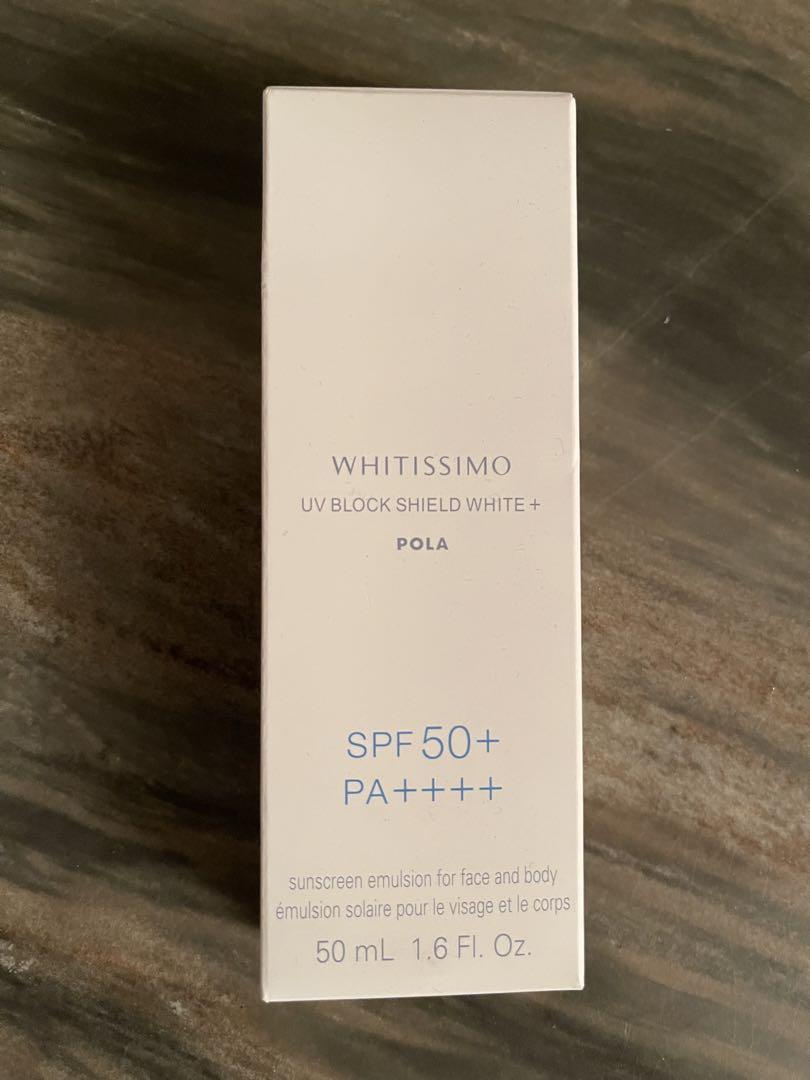 WHITISSIMO
UV BLOCK SHIELD WHITE +
POLA
SPF 50+
PA++++
sunscreen emulsion for face and body
émulsion solaire pour le visage et le corps
50 mL 1.6 Fl. Oz.